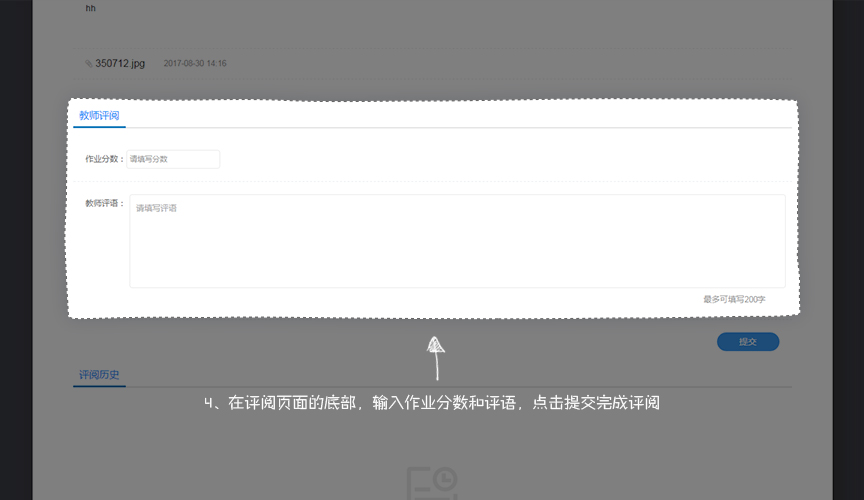 hh
350712.jpg 2017-08-30 14:16
教师评阅
作业分数： 请填写分数
教师评语： 请填写评语
最多可填写200字
提交
评阅历史
4、在评阅页面的底部，输入作业分数和评语，点击提交完成评阅